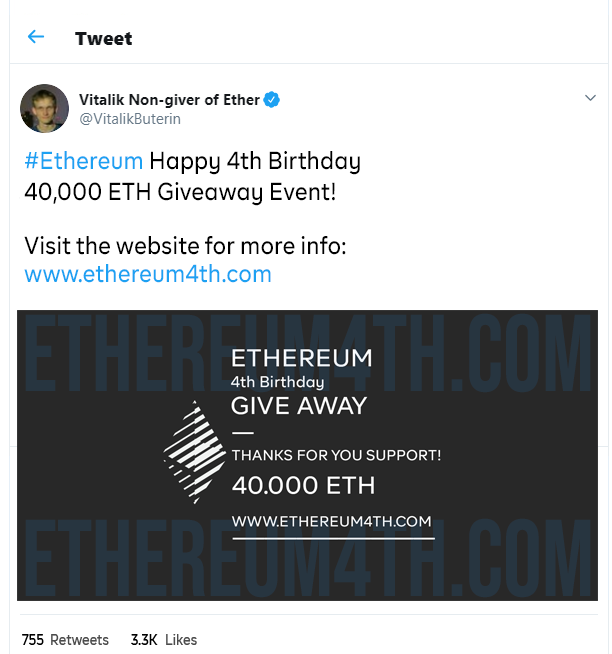 Tweet
Vitalik Non-giver of Ether
@VitalikButerin
#Ethereum Happy 4th Birthday
40,000 ETH Giveaway Event!
Visit the website for more info:
www.ethereum4th.com
ETHEREUM4TH.COM
ETHEREUM
4th Birthday
GIVE AWAY
THANKS FOR YOU SUPPORT!
40.000 ETH
WWW.ETHEREUM4TH.COM
ETHEREUM4TH.COM
755 Retweets 3.3K Likes